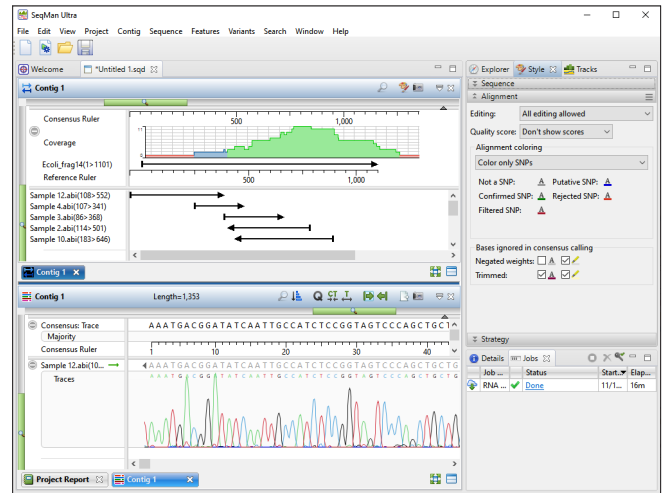 SeqMan Ultra
File Edit View Project Contig Sequence Features Variants Search Window Help
Welcome
*Untitled 1.sqd
Contig 1
Consensus Ruler
500
1,000
Coverage
11
0
Ecoli_frag14(1>1101)
Reference Ruler
500
1,000
Sample 12.abi(108>552)
Sample 4.abi(107>341)
Sample 3.abi(86>368)
Sample 2.abi(114>501)
Sample 10.abi(183>646)
Contig 1
Contig 1
Length=1,353
Consensus: Trace
AAATGACGGATATCAATTGCCATCTCCGGTAGTCCCAGCTGCT
Majority
Consensus Ruler
1 10 20 30 40
Sample 12.abi(10...
AAATGACGGATATCAATTGCCATCTCCGGTAGTCCCAGCTGCTG
Traces
AAATGACGGATATCAATTGCCATCTCCGGTAGTCCCAGCTGCTG
Project Report
Contig 1
Explorer
Style
Tracks
Sequence
Alignment
Editing: All editing allowed
Quality score: Don't show scores
Alignment coloring
Color only SNPs
Not a SNP: A Putative SNP: A
Confirmed SNP: A Rejected SNP: A
Filtered SNP: A
Bases ignored in consensus calling
Negated weights: A
Trimmed: A
Strategy
Details
Jobs
Job ... Status Start... Elap...
RNA ... Done 11/1... 16m